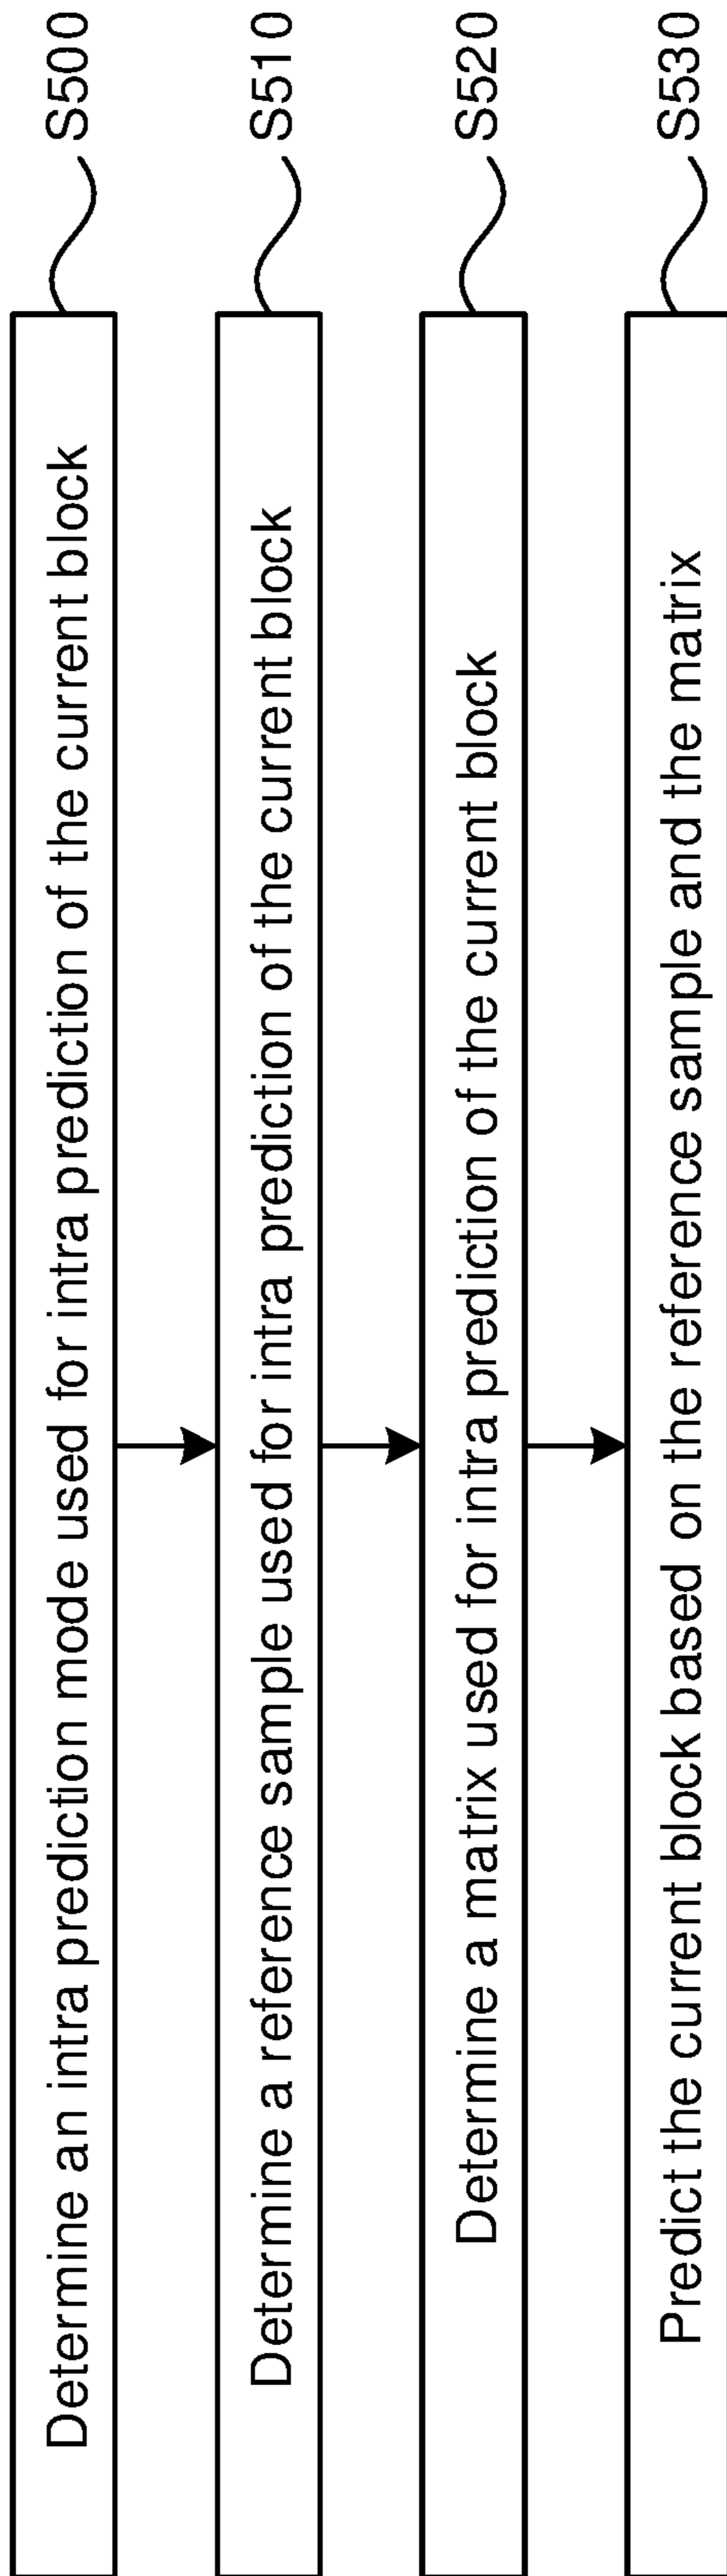 Determine an intra prediction mode used for intra prediction of the current block S500
Determine a reference sample used for intra prediction of the current block S510
Determine a matrix used for intra prediction of the current block S520
Predict the current block based on the reference sample and the matrix S530